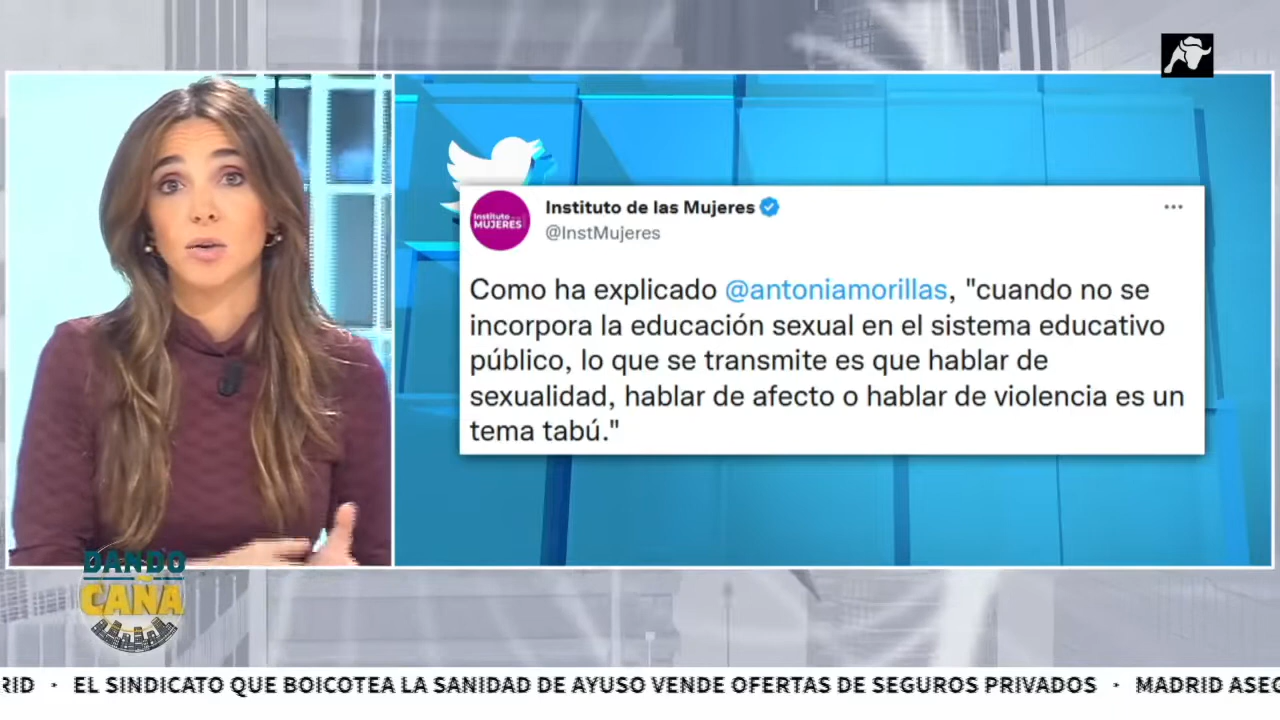 Instituto de las Mujeres
@InstMujeres
Instituto
MUJERES
Como ha explicado @antoniamorillas, "cuando no se
incorpora la educación sexual en el sistema educativo
público, lo que se transmite es que hablar de
sexualidad, hablar de afecto o hablar de violencia es un
tema tabú."
DANDO
CAÑA
RID · EL SINDICATO QUE BOICOTEA LA SANIDAD DE AYUSO VENDE OFERTAS DE SEGUROS PRIVADOS · MADRID ASEG